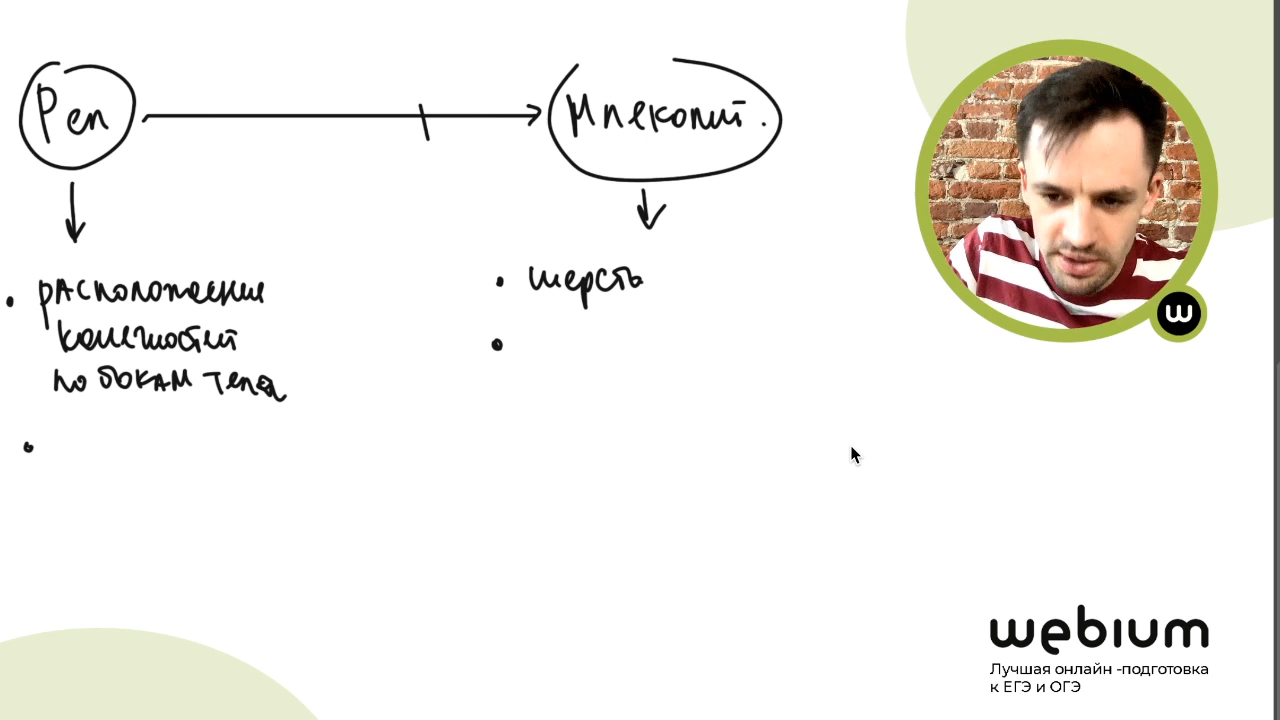 Реп
Млекопит.
расположение
конечностей
по бокам тела
• шерсть
w
webium
Лучшая онлайн -подготовка
к ЕГЭ и ОГЭ